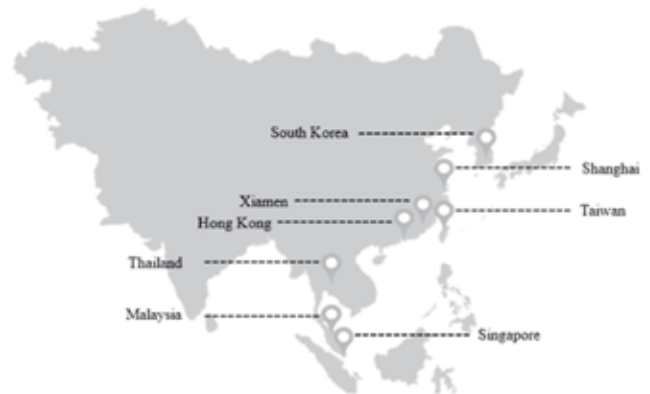 South Korea
Shanghai
Xiamen
Taiwan
Hong Kong
Thailand
Malaysia
Singapore